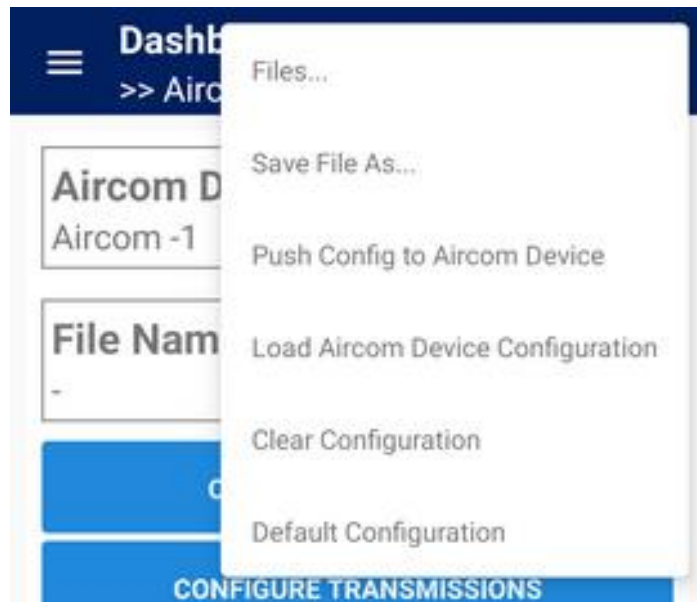 Dashb
>> Airc
Files...
Save File As...
Push Config to Aircom Device
Load Aircom Device Configuration
Clear Configuration
Default Configuration
Aircom D
Aircom -1
File Nam
-
CONFIGURE TRANSMISSIONS